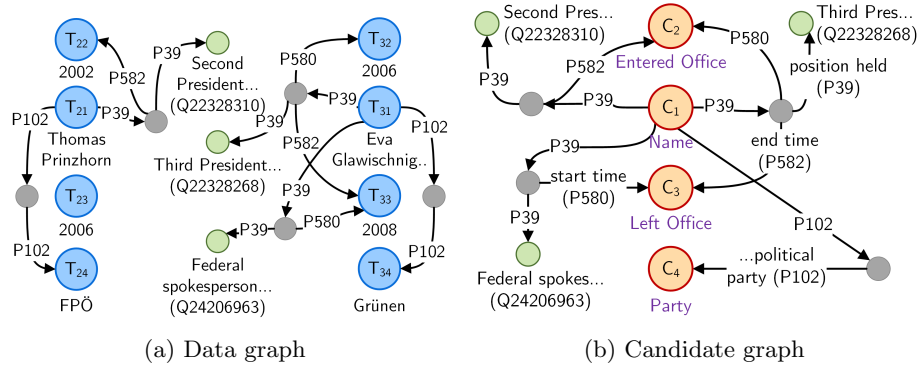 T22
2002
P582
P39
Second
President...
(Q22328310)
T21
P39
P102
Thomas
Prinzhorn
T23
2006
P102
T24
FPÖ
P580
T32
2006
P39
T31
P39
Eva
Glawischnig..
P102
Third President...
(Q22328268)
P582
P39
T33
2008
P39
P580
Federal
spokesperson...
(Q24206963)
P102
T34
Grünen
(a) Data graph
Second Pres...
(Q22328310)
C2
Entered Office
P580
Third Pres...
(Q22328268)
P39
P582
position held
(P39)
P39
C1
P39
Name
P39
end time
(P582)
start time
(P580)
C3
Left Office
P39
P102
Federal spokes...
(Q24206963)
C4
Party
...political
party (P102)
(b) Candidate graph